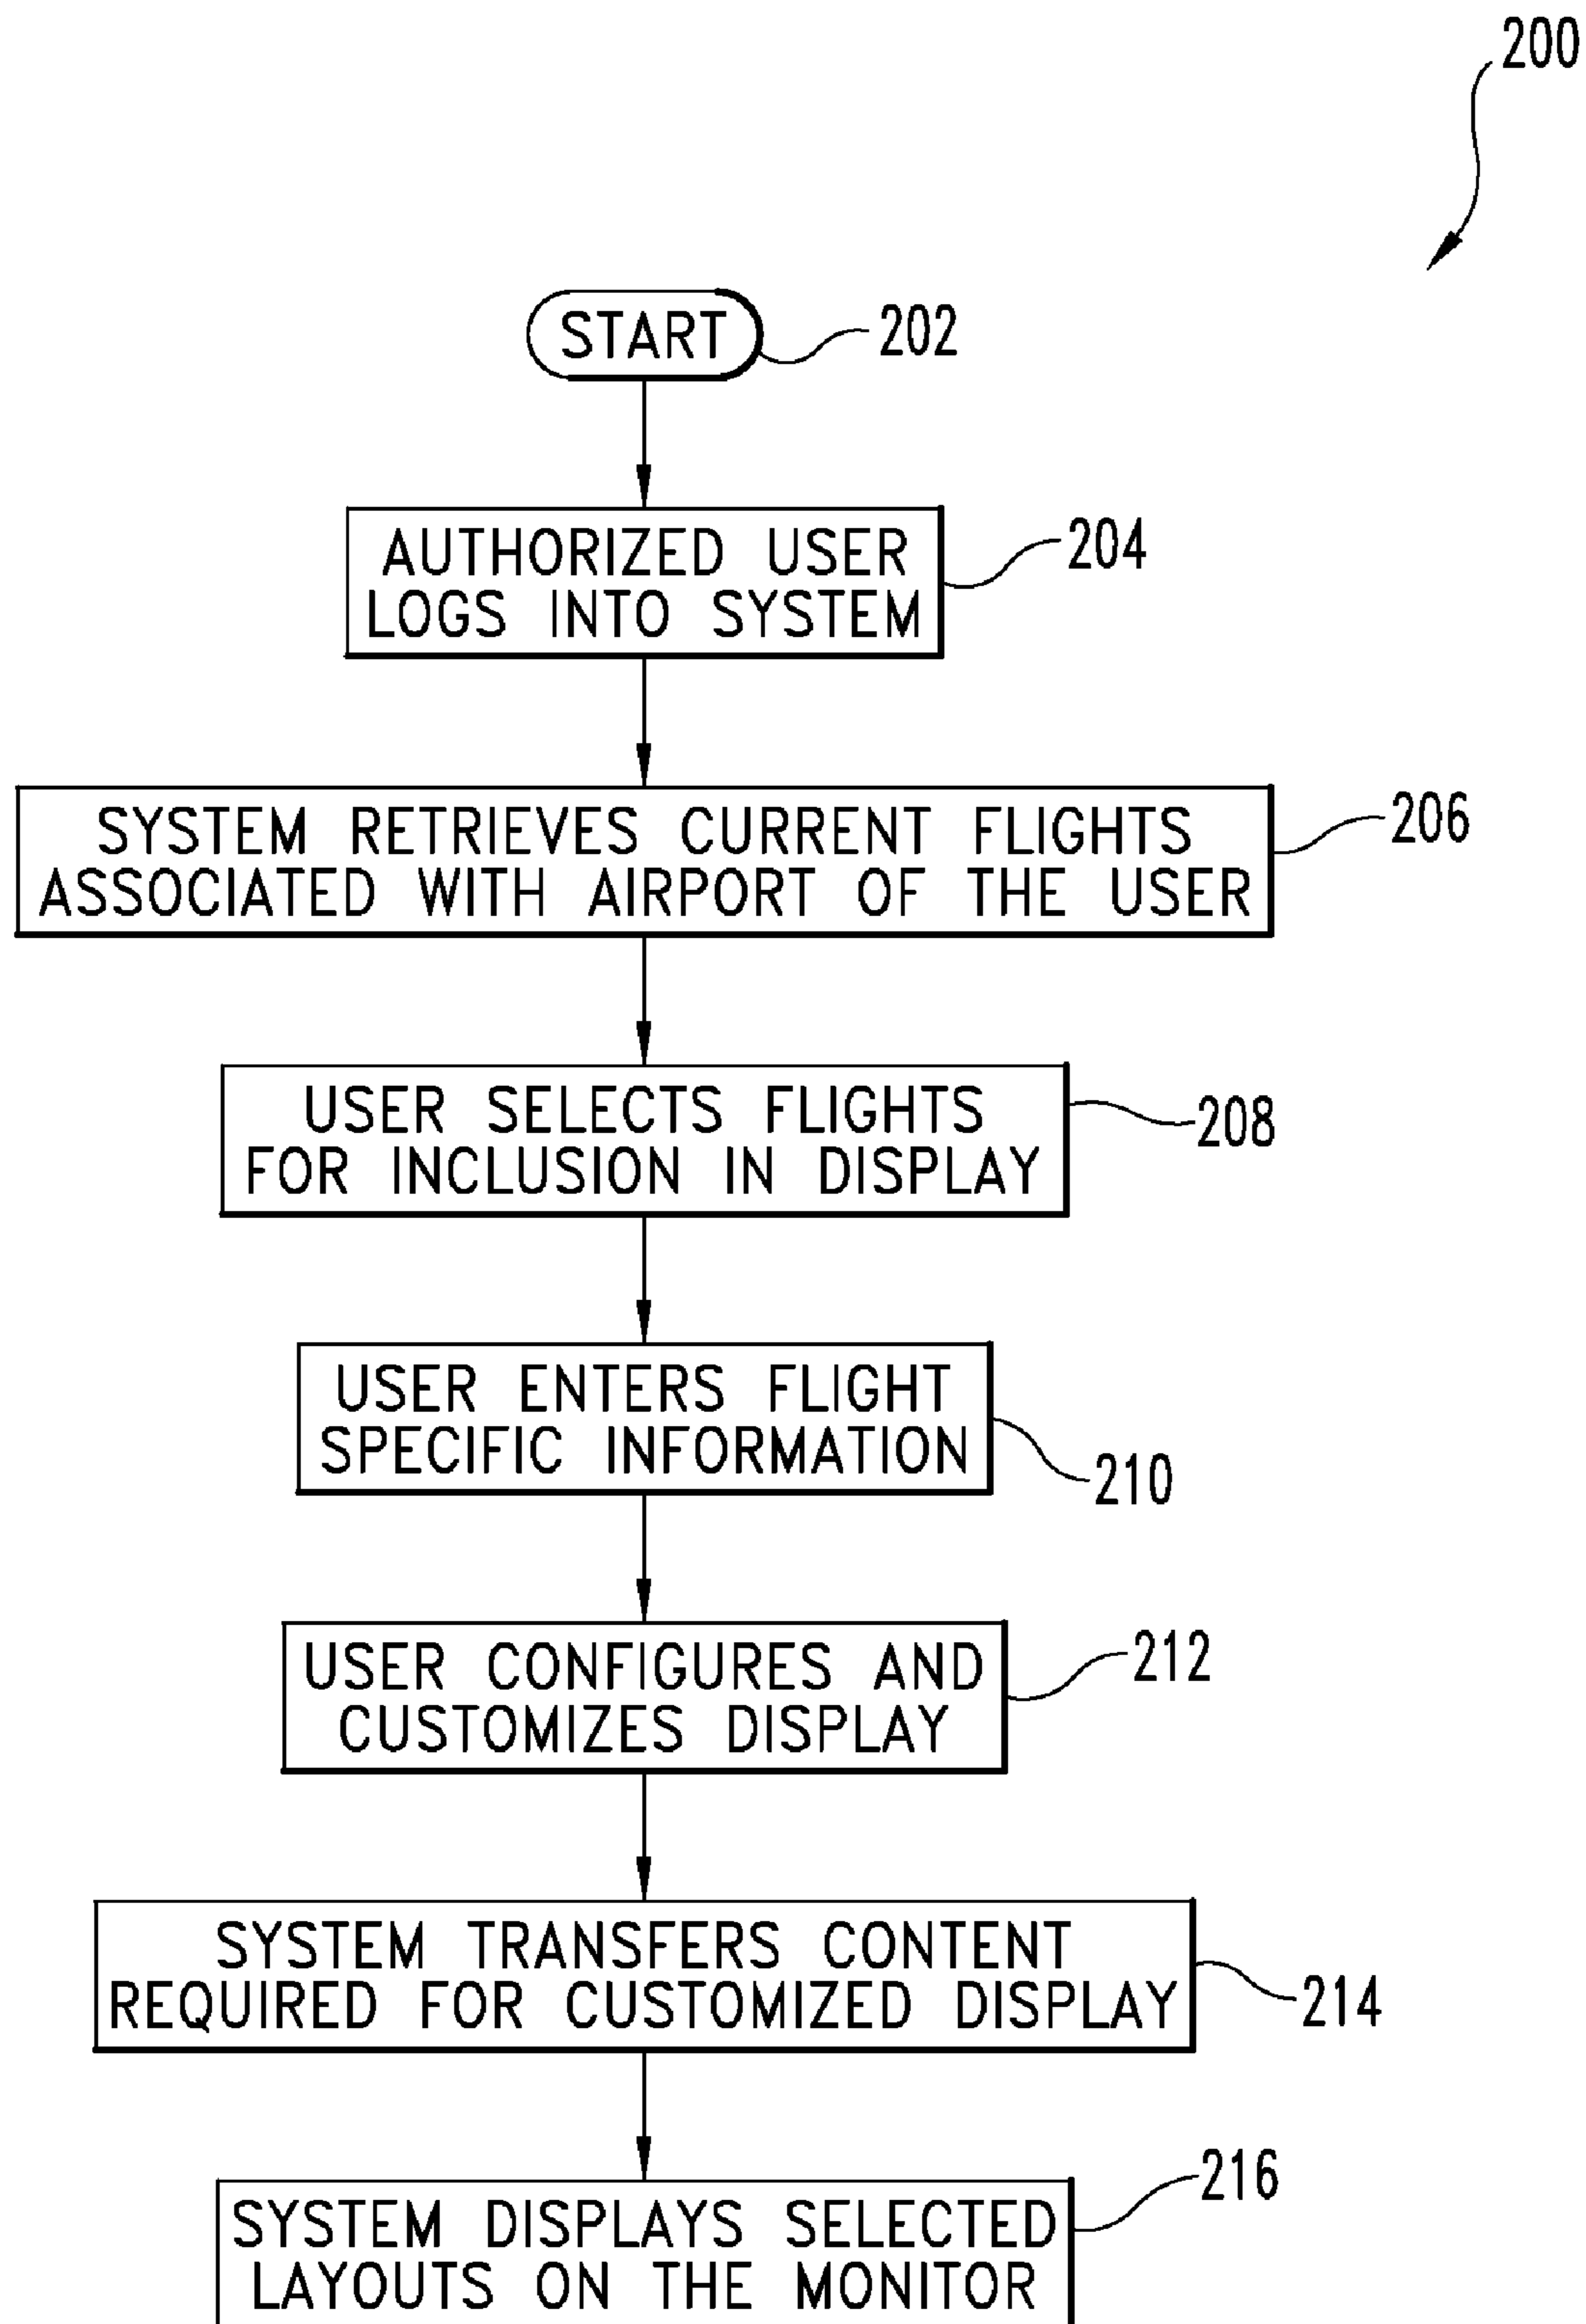 200
START
202
AUTHORIZED USER
LOGS INTO SYSTEM
204
SYSTEM RETRIEVES CURRENT FLIGHTS
ASSOCIATED WITH AIRPORT OF THE USER
206
USER SELECTS FLIGHTS
FOR INCLUSION IN DISPLAY
208
USER ENTERS FLIGHT
SPECIFIC INFORMATION
210
USER CONFIGURES AND
CUSTOMIZES DISPLAY
212
SYSTEM TRANSFERS CONTENT
REQUIRED FOR CUSTOMIZED DISPLAY
214
SYSTEM DISPLAYS SELECTED
LAYOUTS ON THE MONITOR
216